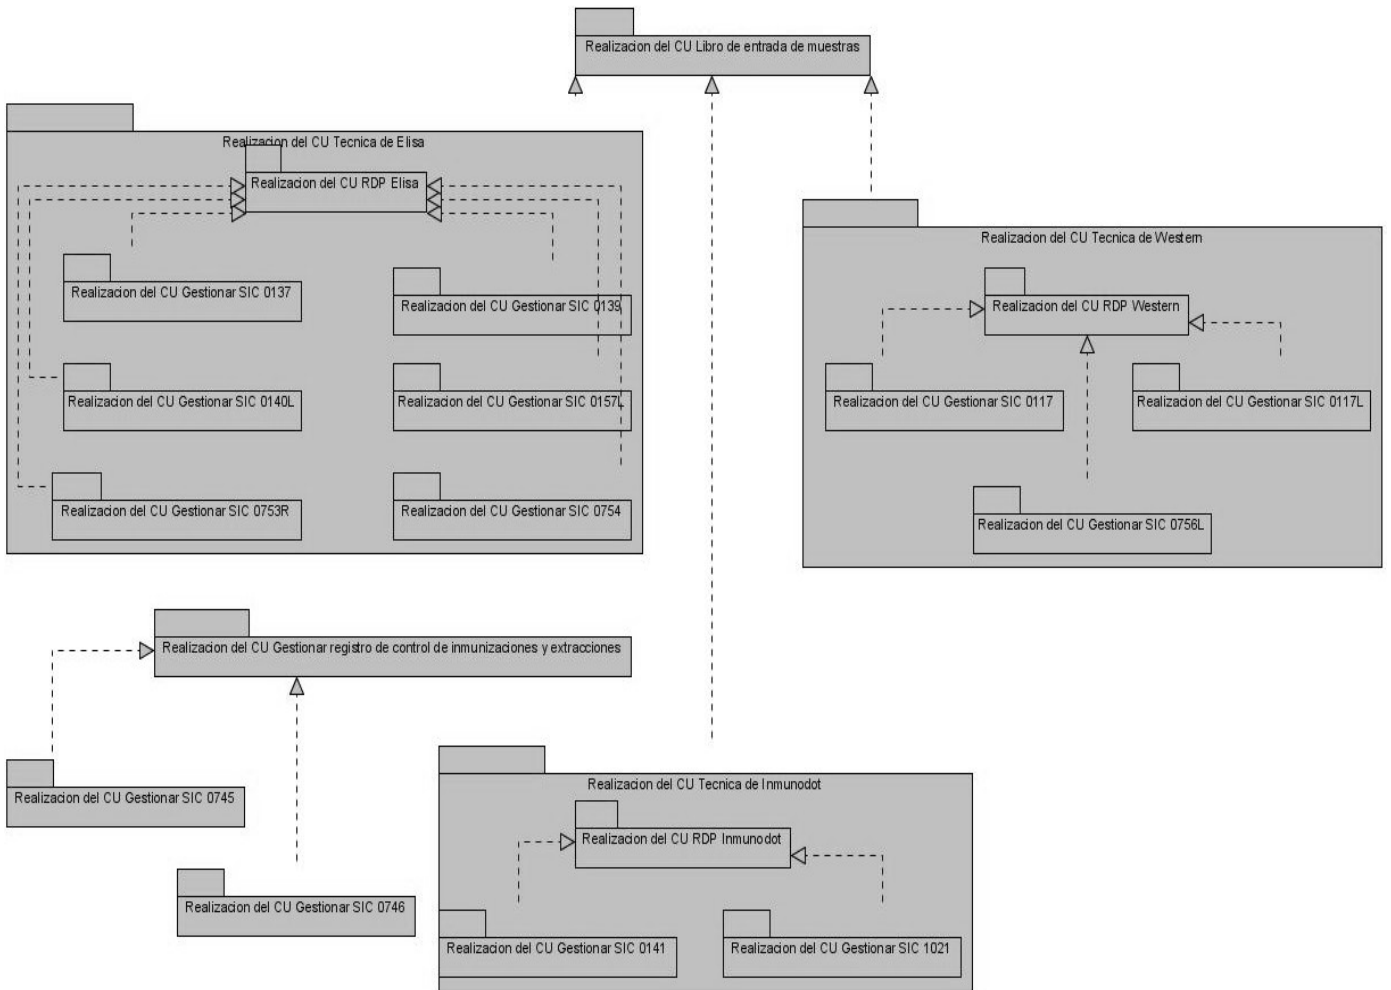 Realizacion del CU Libro de entrada de muestras
Realizacion del CU Tecnica de Elisa
Realizacion del CU RDP Elisa
Realizacion del CU Gestionar SIC 0137
Realizacion del CU Gestionar SIC 0139
Realizacion del CU Gestionar SIC 0140L
Realizacion del CU Gestionar SIC 0157L
Realizacion del CU Gestionar SIC 0753R
Realizacion del CU Gestionar SIC 0754
Realizacion del CU Tecnica de Western
Realizacion del CU RDP Western
Realizacion del CU Gestionar SIC 0117
Realizacion del CU Gestionar SIC 0117L
Realizacion del CU Gestionar SIC 0756L
Realizacion del CU Gestionar registro de control de inmunizaciones y extracciones
Realizacion del CU Gestionar SIC 0745
Realizacion del CU Gestionar SIC 0746
Realizacion del CU Tecnica de Inmunodot
Realizacion del CU RDP Inmunodot
Realizacion del CU Gestionar SIC 0141
Realizacion del CU Gestionar SIC 1021